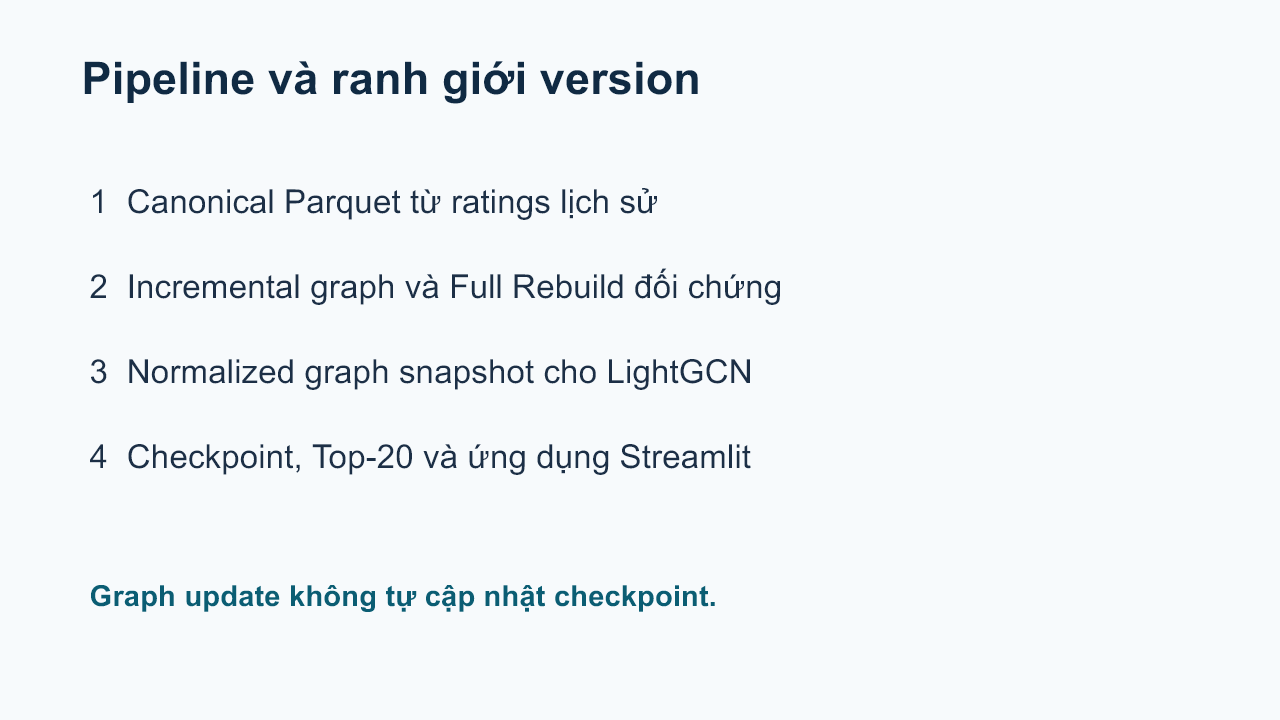 Pipeline và ranh giới version
1 Canonical Parquet từ ratings lịch sử
2 Incremental graph và Full Rebuild đối chứng
3 Normalized graph snapshot cho LightGCN
4 Checkpoint, Top-20 và ứng dụng Streamlit
Graph update không tự cập nhật checkpoint.